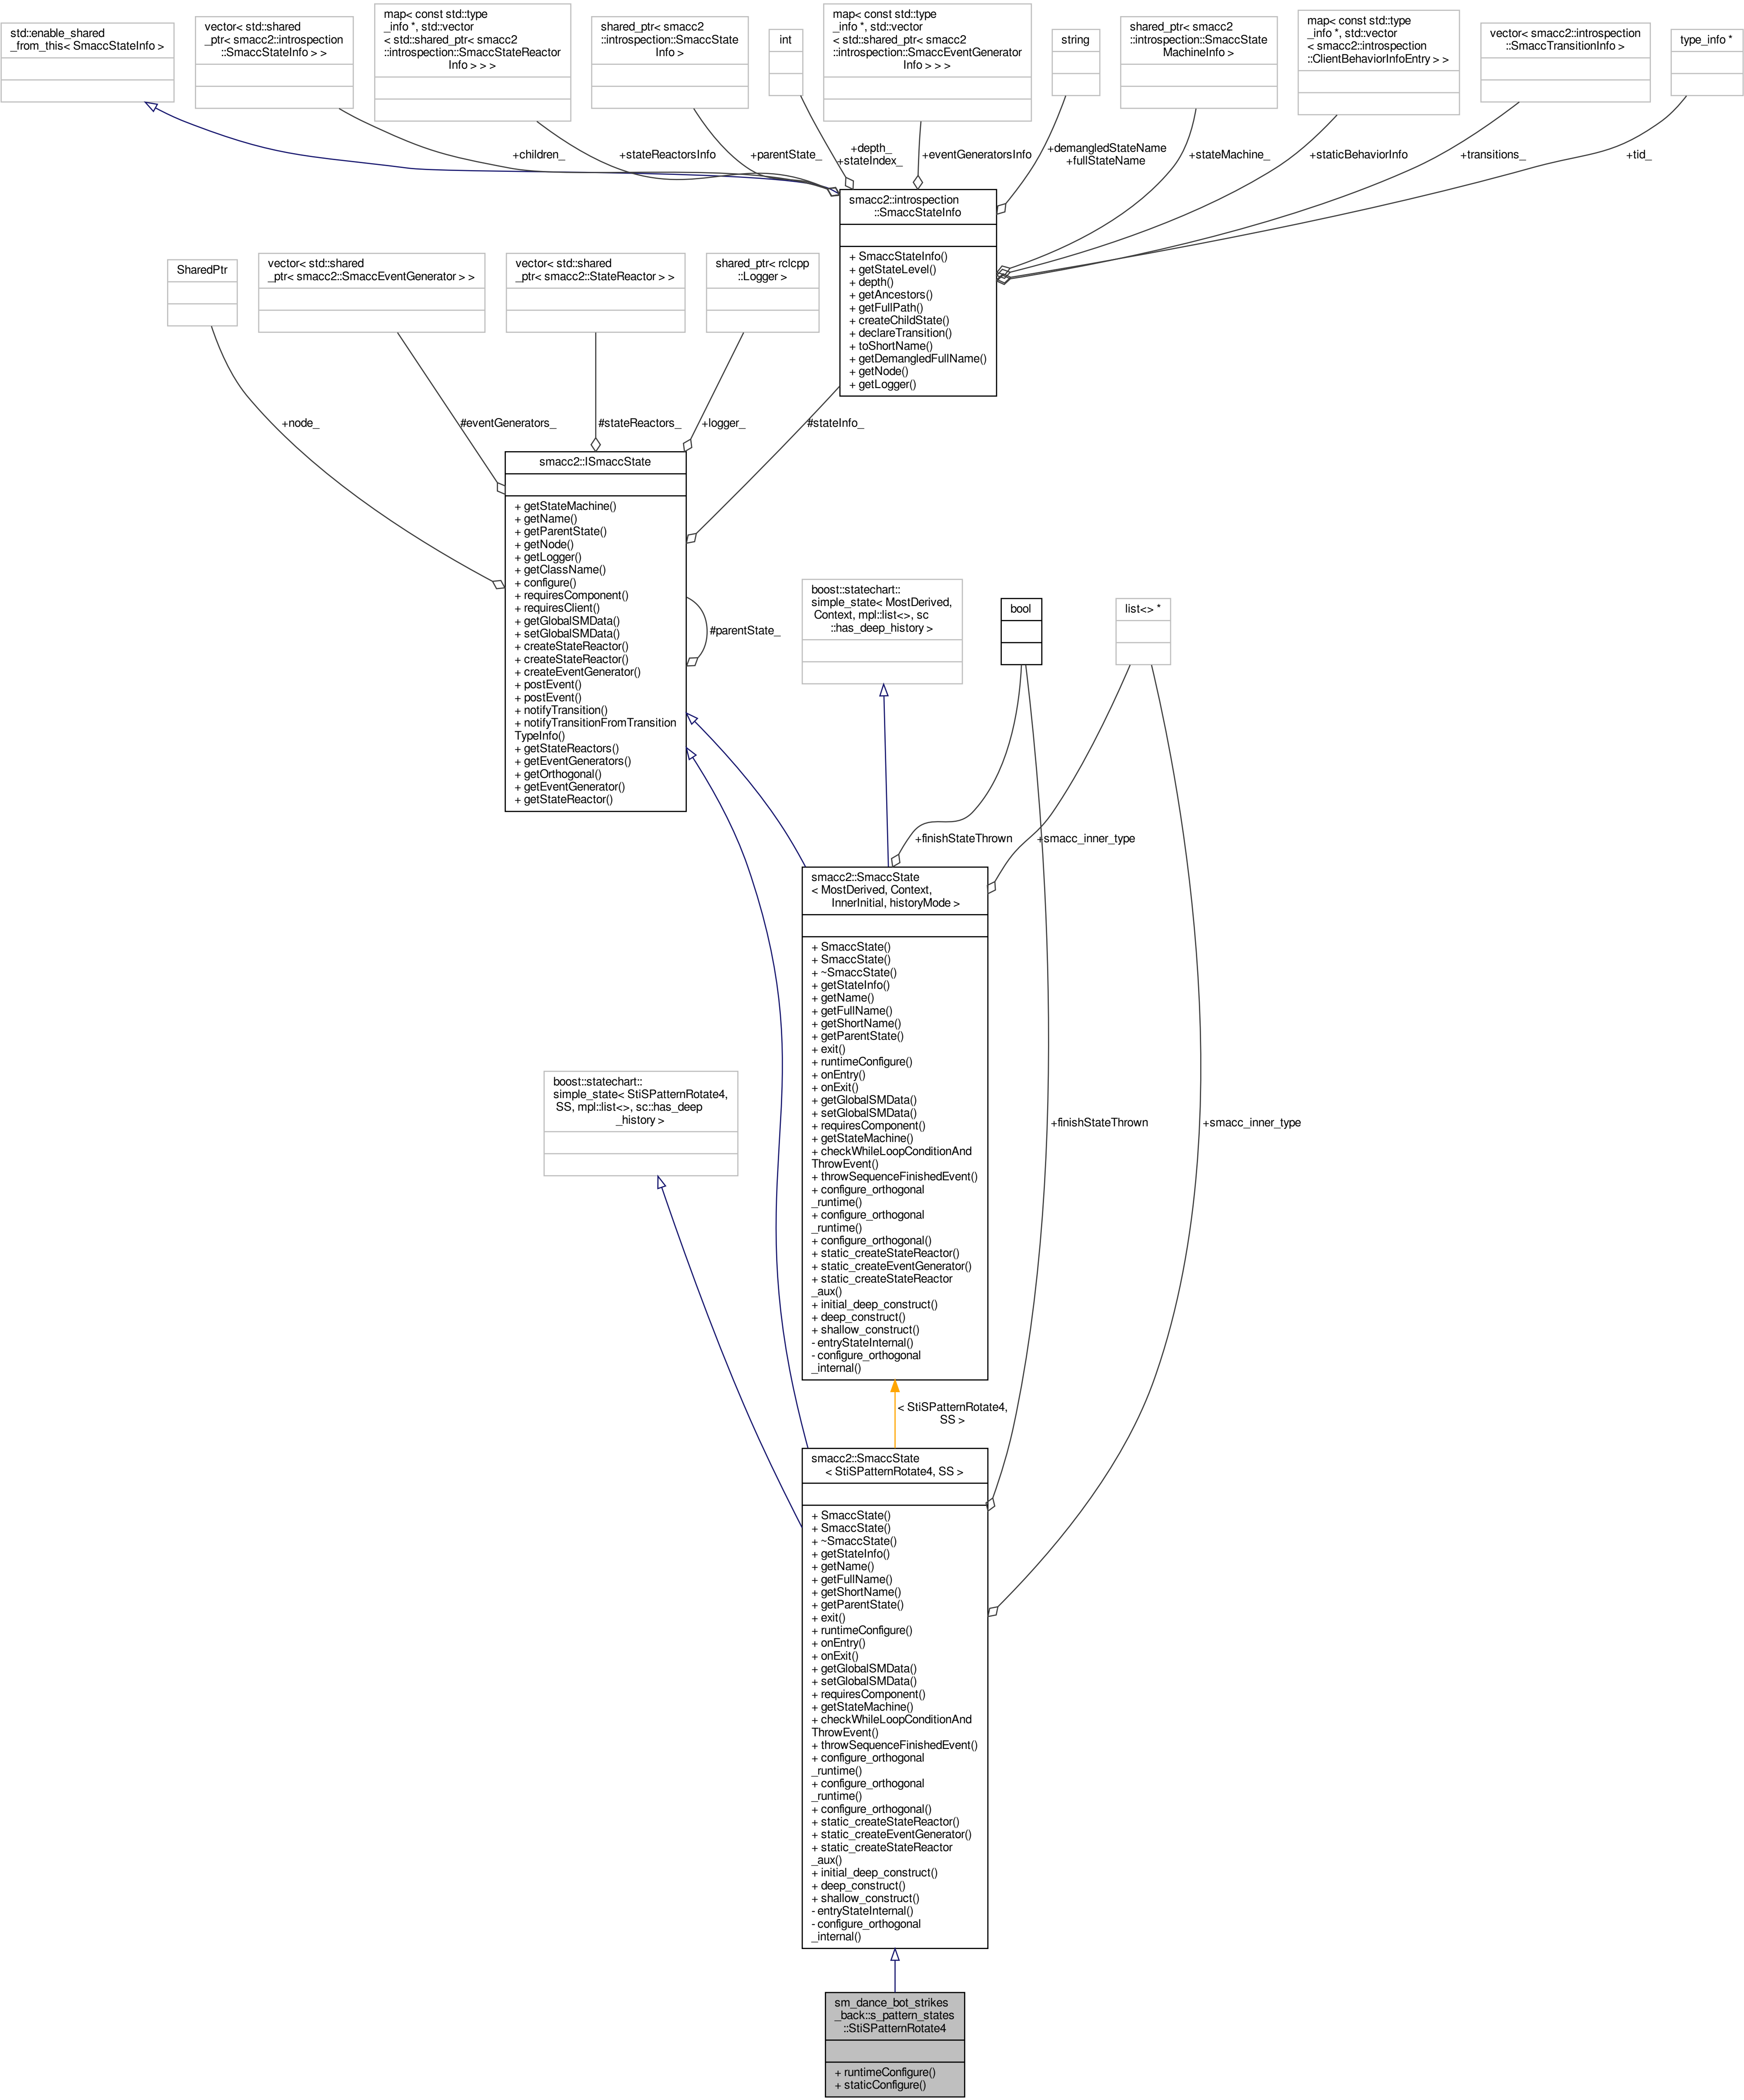 std::enable_shared
_from_this< SmaccStateInfo >
vector< std::shared
_ptr< smacc2::introspection
::SmaccStateInfo > >
map< const std::type
_info *, std::vector
< std::shared_ptr< smacc2
::introspection::SmaccStateReactor
Info > > >
shared_ptr< smacc2
::introspection::SmaccState
Info >
int
map< const std::type
_info *, std::vector
< std::shared_ptr< smacc2
::introspection::SmaccEventGenerator
Info > > >
string
shared_ptr< smacc2
::introspection::SmaccState
MachineInfo >
map< const std::type
_info *, std::vector
< smacc2::introspection
::ClientBehaviorInfoEntry > >
vector< smacc2::introspection
::SmaccTransitionInfo >
type_info *
+children_
+stateReactorsInfo
+parentState_
+depth_
+stateIndex_
+eventGeneratorsInfo
+demangledStateName
+fullStateName
+stateMachine_
+staticBehaviorInfo
+transitions_
+tid_
smacc2::introspection
::SmaccStateInfo
+ SmaccStateInfo()
+ getStateLevel()
+ depth()
+ getAncestors()
+ getFullPath()
+ createChildState()
+ declareTransition()
+ toShortName()
+ getDemangledFullName()
+ getNode()
+ getLogger()
SharedPtr
vector< std::shared
_ptr< smacc2::SmaccEventGenerator > >
vector< std::shared
_ptr< smacc2::StateReactor > >
shared_ptr< rclcpp
::Logger >
+node_
#eventGenerators_
#stateReactors_
+logger_
#stateInfo_
smacc2::ISmaccState
+ getStateMachine()
+ getName()
+ getParentState()
+ getNode()
+ getLogger()
+ getClassName()
+ configure()
+ requiresComponent()
+ requiresClient()
+ getGlobalSMData()
+ setGlobalSMData()
+ createStateReactor()
+ createStateReactor()
+ createEventGenerator()
+ postEvent()
+ postEvent()
+ notifyTransition()
+ notifyTransitionFromTransition
TypeInfo()
+ getStateReactors()
+ getEventGenerators()
+ getOrthogonal()
+ getEventGenerator()
+ getStateReactor()
#parentState_
boost::statechart::
simple_state< MostDerived,
Context, mpl::list<>, sc
::has_deep_history >
bool
list<> *
+finishStateThrown
+smacc_inner_type
smacc2::SmaccState
< MostDerived, Context,
InnerInitial, historyMode >
+ SmaccState()
+ SmaccState()
+ ~SmaccState()
+ getStateInfo()
+ getName()
+ getFullName()
+ getShortName()
+ getParentState()
+ exit()
+ runtimeConfigure()
+ onEntry()
+ onExit()
+ getGlobalSMData()
+ setGlobalSMData()
+ requiresComponent()
+ getStateMachine()
+ checkWhileLoopConditionAnd
ThrowEvent()
+ throwSequenceFinishedEvent()
+ configure_orthogonal
_runtime()
+ configure_orthogonal
_runtime()
+ configure_orthogonal()
+ static_createStateReactor()
+ static_createEventGenerator()
+ static_createStateReactor
_aux()
+ initial_deep_construct()
+ deep_construct()
+ shallow_construct()
- entryStateInternal()
- configure_orthogonal
_internal()
boost::statechart::
simple_state< StiSPatternRotate4,
SS, mpl::list<>, sc::has_deep
_history >
+finishStateThrown
+smacc_inner_type
< StiSPatternRotate4,
SS >
smacc2::SmaccState
< StiSPatternRotate4, SS >
+ SmaccState()
+ SmaccState()
+ ~SmaccState()
+ getStateInfo()
+ getName()
+ getFullName()
+ getShortName()
+ getParentState()
+ exit()
+ runtimeConfigure()
+ onEntry()
+ onExit()
+ getGlobalSMData()
+ setGlobalSMData()
+ requiresComponent()
+ getStateMachine()
+ checkWhileLoopConditionAnd
ThrowEvent()
+ throwSequenceFinishedEvent()
+ configure_orthogonal
_runtime()
+ configure_orthogonal
_runtime()
+ configure_orthogonal()
+ static_createStateReactor()
+ static_createEventGenerator()
+ static_createStateReactor
_aux()
+ initial_deep_construct()
+ deep_construct()
+ shallow_construct()
- entryStateInternal()
- configure_orthogonal
_internal()
sm_dance_bot_strikes
_back::s_pattern_states
::StiSPatternRotate4
+ runtimeConfigure()
+ staticConfigure()